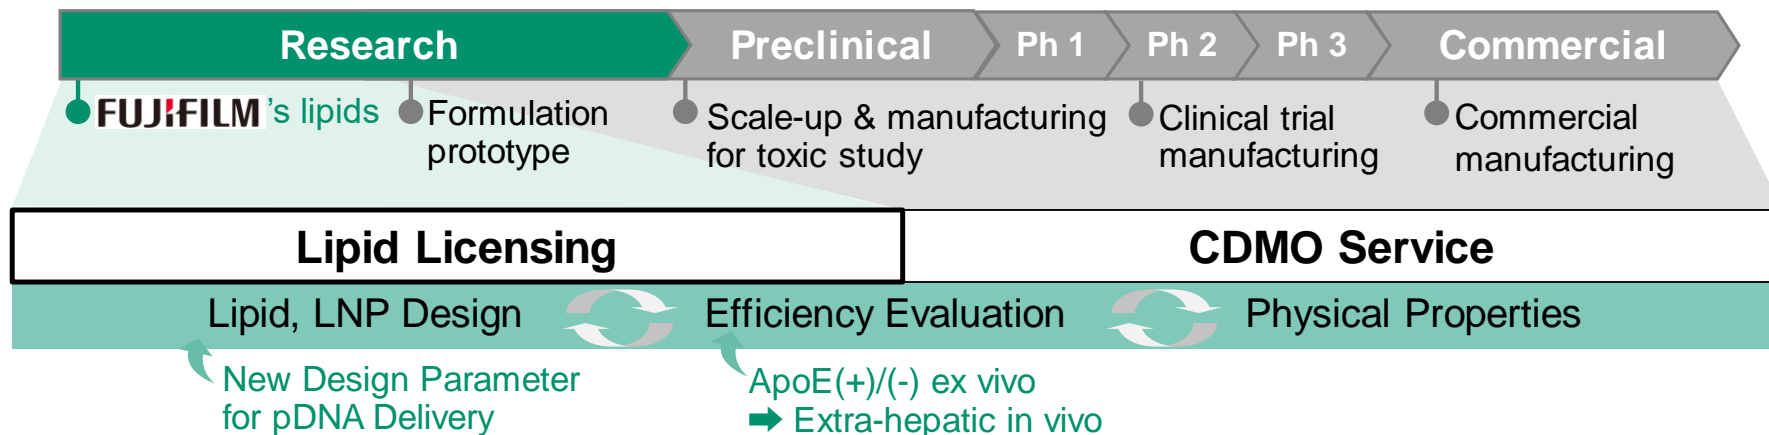 Research Preclinical Ph 1 Ph 2 Ph 3 Commercial
FUJIFILM's lipids
Formulation
prototype
Scale-up & manufacturing
for toxic study
Clinical trial
manufacturing
Commercial
manufacturing
Lipid Licensing CDMO Service
Lipid, LNP Design Efficiency Evaluation Physical Properties
New Design Parameter
for pDNA Delivery
ApoE(+)/(-) ex vivo
➡ Extra-hepatic in vivo